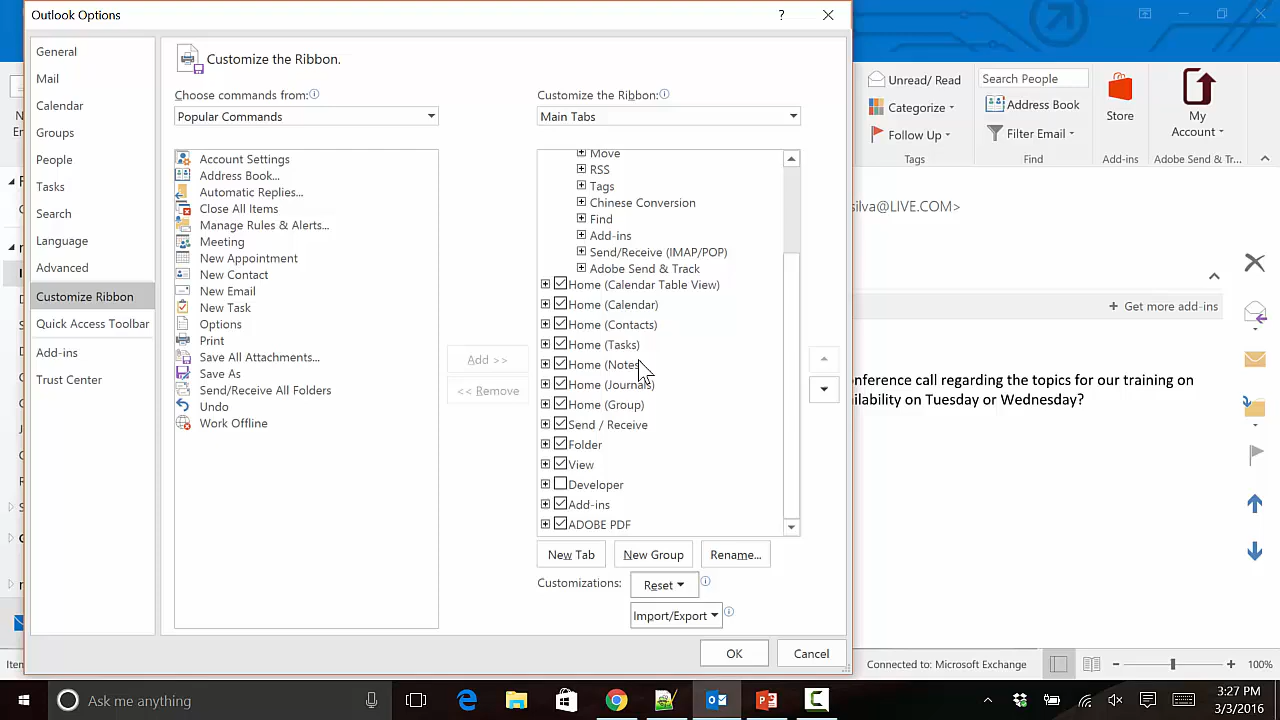 Outlook Options
?
General
Mail
Calendar
Groups
People
Tasks
Search
Language
Advanced
Customize Ribbon
Quick Access Toolbar
Add-ins
Trust Center
Customize the Ribbon.
Choose commands from:
Popular Commands
Account Settings
Address Book...
Automatic Replies...
Close All Items
Manage Rules & Alerts...
Meeting
New Appointment
New Contact
New Email
New Task
Options
Print
Save All Attachments...
Save As
Send/Receive All Folders
Undo
Work Offline
Add >>
<< Remove
Customize the Ribbon:
Main Tabs
Move
RSS
Tags
Chinese Conversion
Find
Add-ins
Send/Receive (IMAP/POP)
Adobe Send & Track
Home (Calendar Table View)
Home (Calendar)
Home (Contacts)
Home (Tasks)
Home (Notes
Home (Journal)
Home (Group)
Send / Receive
Folder
View
Developer
Add-ins
ADOBE PDF
New Tab
New Group
Rename...
Customizations:
Reset
Import/Export
OK
Cancel
Unread/ Read
Categorize
Follow Up
Tags
Search People
Address Book
Filter Email
Find
Store
Add-ins
My
Account
Adobe Send & Tr...
silva@LIVE.COM>
+ Get more add-ins
nference call regarding the topics for our training on
ilability on Tuesday or Wednesday?
Connected to: Microsoft Exchange
100%
Ask me anything
3:27 PM
3/3/2016